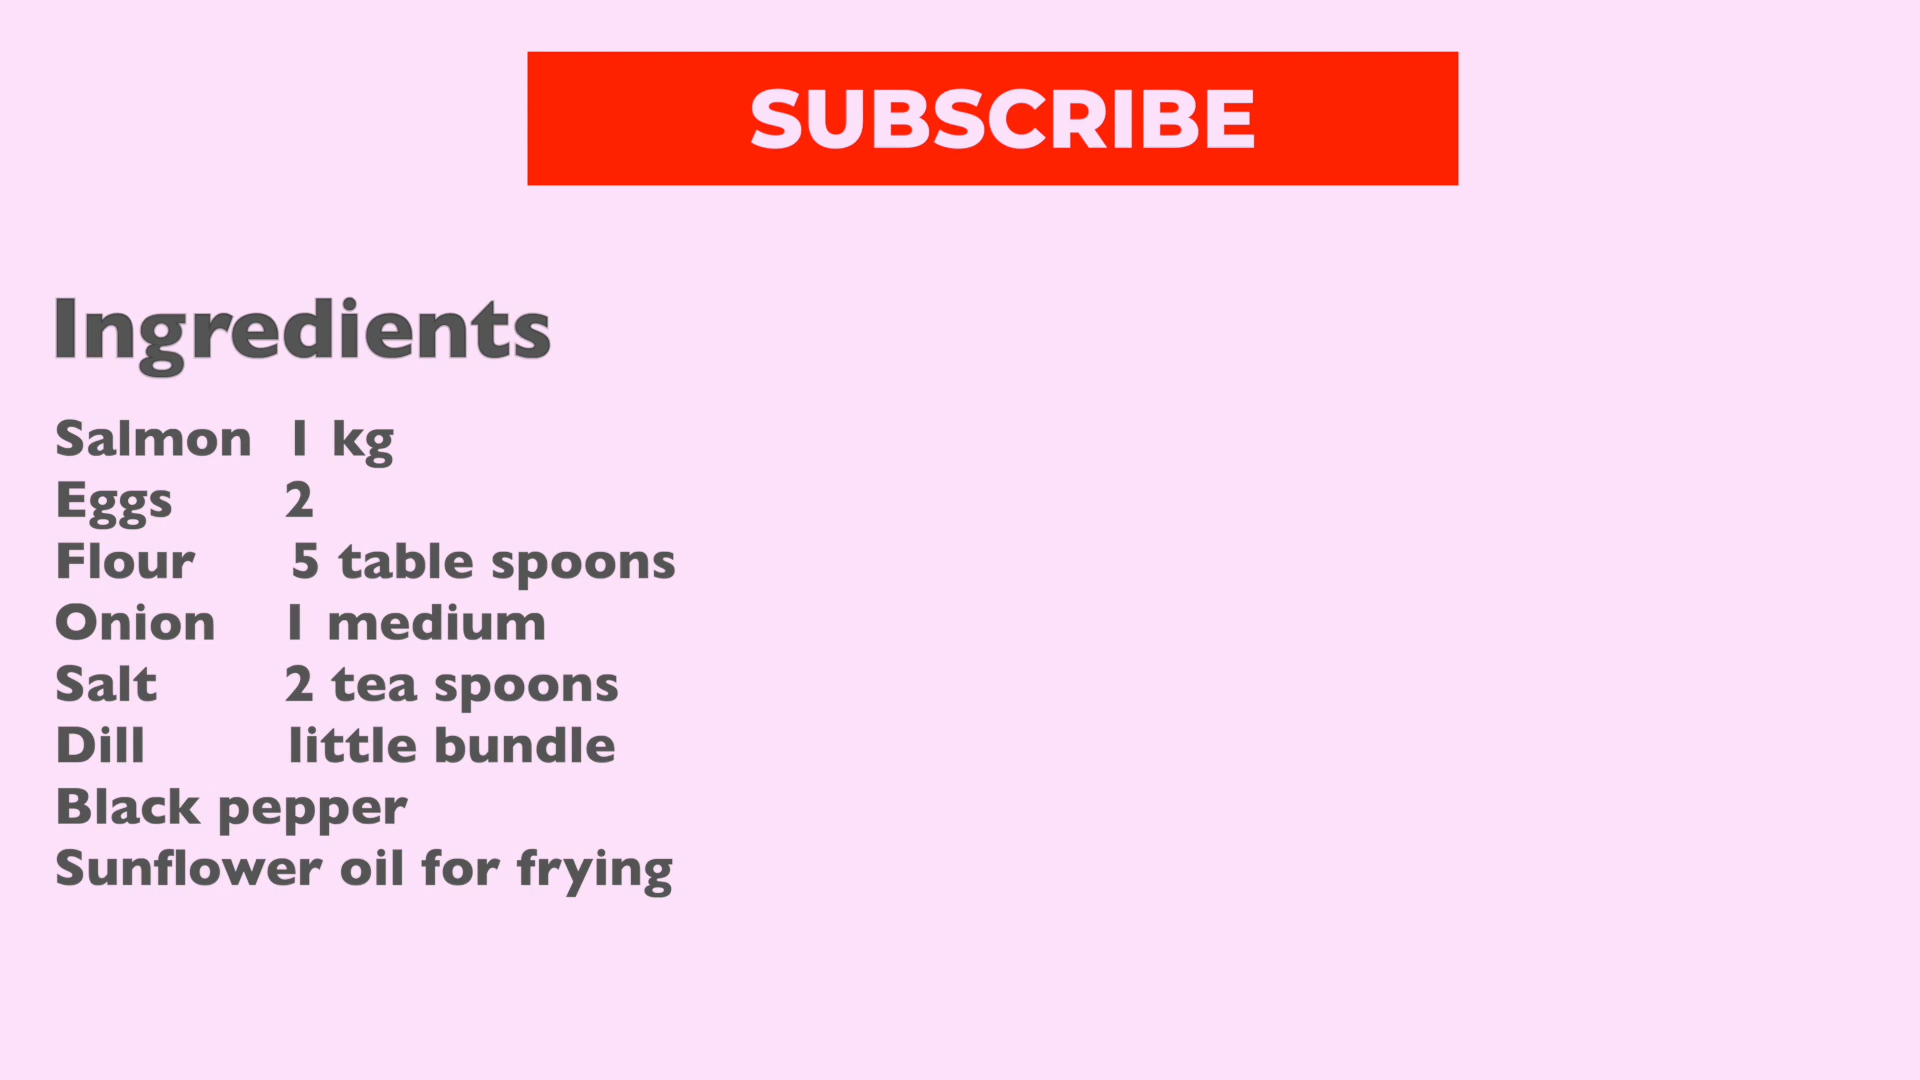 SUBSCRIBE
Ingredients
Salmon 1 kg
Eggs 2
Flour 5 table spoons
Onion 1 medium
Salt 2 tea spoons
Dill little bundle
Black pepper
Sunflower oil for frying